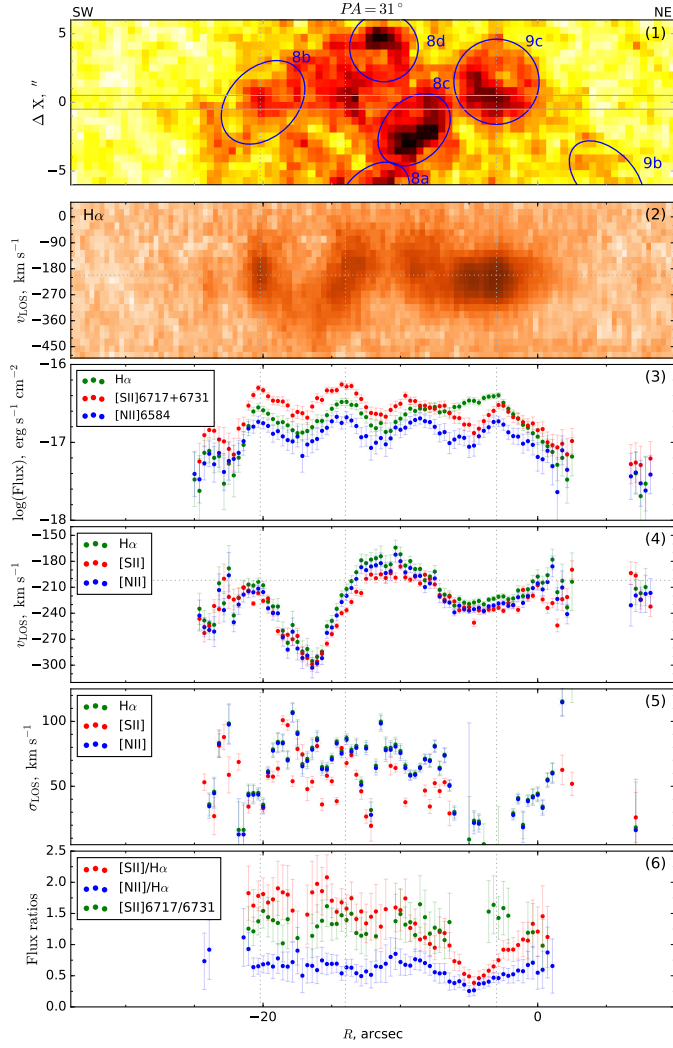 SW PA = 31° NE
(1)
8b
8d
9c
8c
8a
9b
5
0
−5
Δ X, ″
Hα (2)
0
−90
−180
−270
−360
−450
v_LOS, km s⁻¹
−16
−17
−18
log(Flux), erg s⁻¹ cm⁻²
(3)
Hα
[SII]6717+6731
[NII]6584
−150
−180
−210
−240
−270
−300
v_LOS, km s⁻¹
(4)
Hα
[SII]
[NII]
100
50
σ_LOS, km s⁻¹
(5)
Hα
[SII]
[NII]
2.5
2.0
1.5
1.0
0.5
0.0
Flux ratios
(6)
[SII]/Hα
[NII]/Hα
[SII]6717/6731
−20 −10 0
R, arcsec